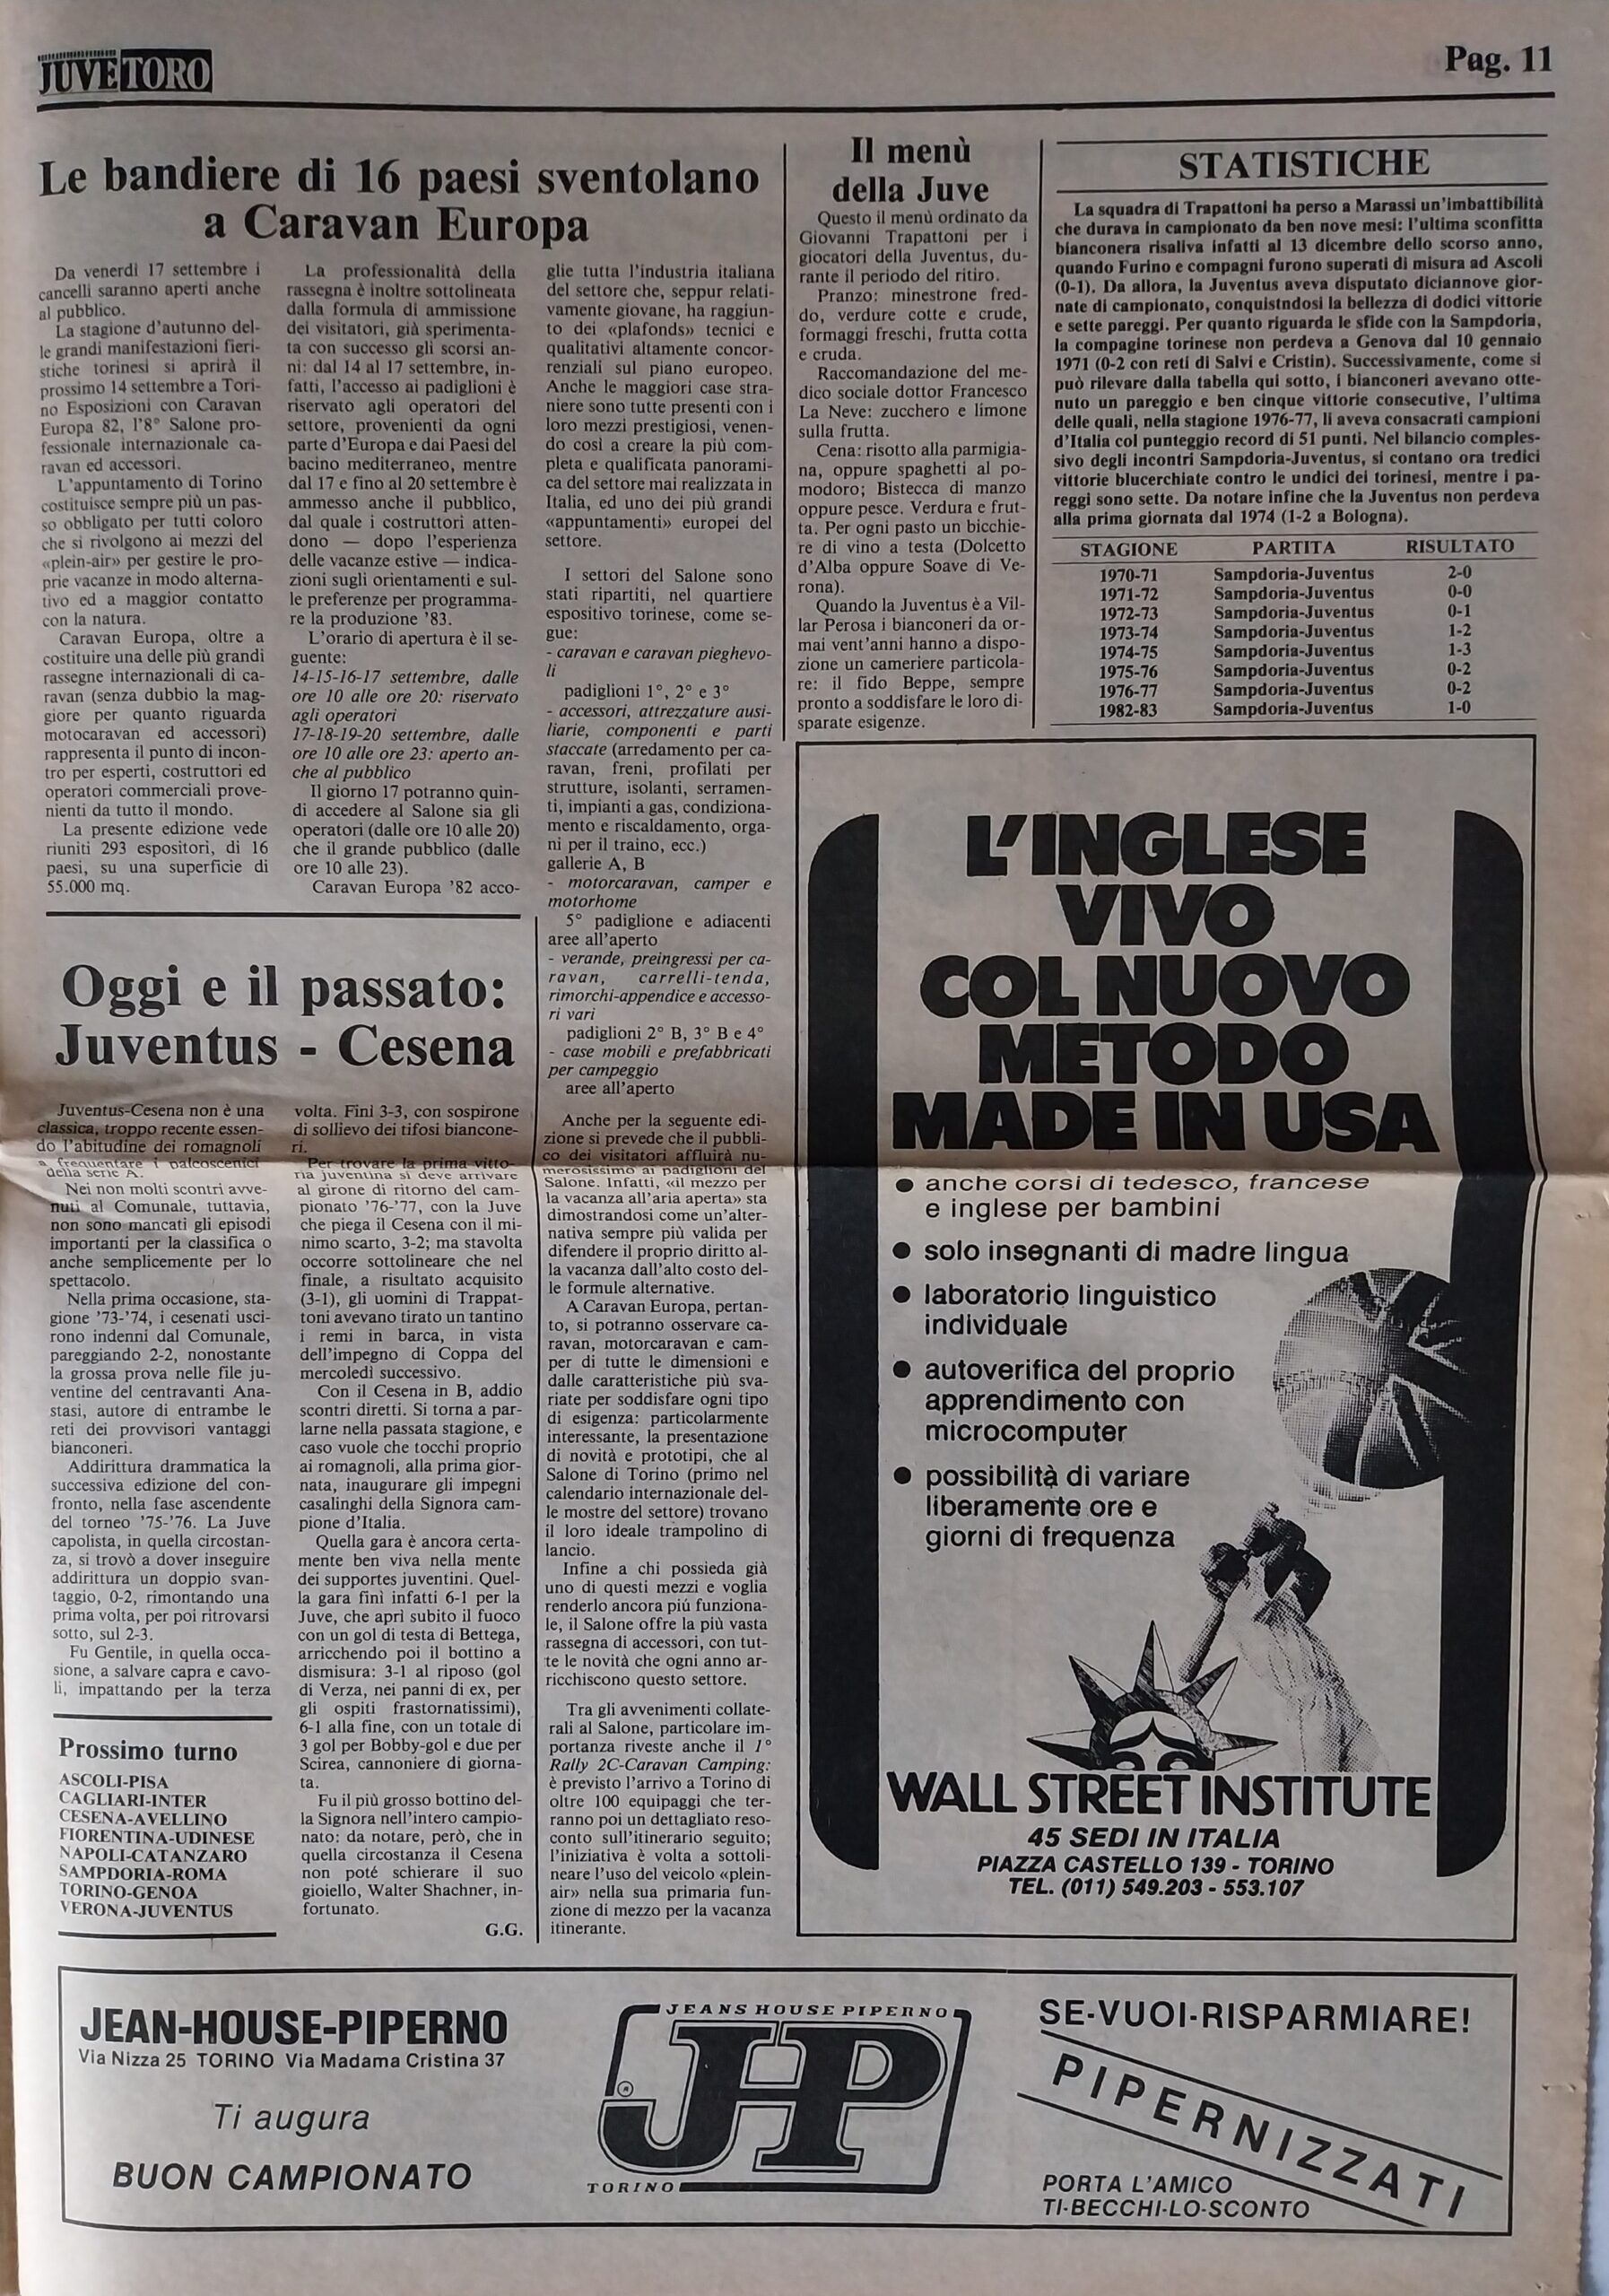 JUVETORO
Pag. 11
Le bandiere di 16 paesi sventolano
a Caravan Europa
Da venerdì 17 settembre i
cancelli saranno aperti anche
al pubblico.
La stagione d'autunno del-
le grandi manifestazioni fieri-
stiche torinesi si aprirà il
prossimo 14 settembre a Tori-
no Esposizioni con Caravan
Europa 82, l'8° Salone pro-
fessionale internazionale ca-
ravan ed accessori.
L'appuntamento di Torino
costituisce sempre più un pas-
so obbligato per tutti coloro
che si rivolgono ai mezzi del
«plein-air» per gestire le pro-
prie vacanze in modo alterna-
tivo ed a maggior contatto
con la natura.
Caravan Europa, oltre a
costituire una delle più grandi
rassegne internazionali di ca-
ravan (senza dubbio la mag-
giore per quanto riguarda
motocaravan ed accessori)
rappresenta il punto di incon-
tro per esperti, costruttori ed
operatori commerciali prove-
nienti da tutto il mondo.
La presente edizione vede
riuniti 293 espositori, di 16
paesi, su una superficie di
55.000 mq.
La professionalità della
rassegna è inoltre sottolineata
dalla formula di ammissione
dei visitatori, già sperimenta-
ta con successo gli scorsi an-
ni: dal 14 al 17 settembre, in-
fatti, l'accesso ai padiglioni è
riservato agli operatori del
settore, provenienti da ogni
parte d'Europa e dai Paesi del
bacino mediterraneo, mentre
dal 17 e fino al 20 settembre è
ammesso anche il pubblico,
dal quale i costruttori atten-
dono — dopo l'esperienza
delle vacanze estive — indica-
zioni sugli orientamenti e sul-
le preferenze per programma-
re la produzione '83.
L'orario di apertura è il se-
guente:
14-15-16-17 settembre, dalle
ore 10 alle ore 20: riservato
agli operatori
17-18-19-20 settembre, dalle
ore 10 alle ore 23: aperto an-
che al pubblico
Il giorno 17 potranno quin-
di accedere al Salone sia gli
operatori (dalle ore 10 alle 20)
che il grande pubblico (dalle
ore 10 alle 23).
Caravan Europa '82 acco-
glie tutta l'industria italiana
del settore che, seppur relati-
vamente giovane, ha raggiun-
to dei «plafonds» tecnici e
qualitativi altamente concor-
renziali sul piano europeo.
Anche le maggiori case stra-
niere sono tutte presenti con i
loro mezzi prestigiosi, venen-
do così a creare la più com-
pleta e qualificata panorami-
ca del settore mai realizzata in
Italia, ed uno dei più grandi
«appuntamenti» europei del
settore.
I settori del Salone sono
stati ripartiti, nel quartiere
espositivo torinese, come se-
gue:
- caravan e caravan pieghevo-
li
padiglioni 1°, 2° e 3°
- accessori, attrezzature ausi-
liarie, componenti e parti
staccate (arredamento per ca-
ravan, freni, profilati per
strutture, isolanti, serramen-
ti, impianti a gas, condiziona-
mento e riscaldamento, orga-
ni per il traino, ecc.)
gallerie A, B
- motorcaravan, camper e
motorhome
5° padiglione e adiacenti
aree all'aperto
- verande, preingressi per ca-
ravan, carrelli-tenda,
rimorchi-appendice e accesso-
ri vari
padiglioni 2° B, 3° B e 4°
- case mobili e prefabbricati
per campeggio
aree all'aperto
Anche per la seguente edi-
zione si prevede che il pubbli-
co dei visitatori affluirà nu-
merosissimo ai padiglioni del
Salone. Infatti, «il mezzo per
la vacanza all'aria aperta» sta
dimostrandosi come un'alter-
nativa sempre più valida per
difendere il proprio diritto al-
la vacanza dall'alto costo del-
le formule alternative.
A Caravan Europa, pertan-
to, si potranno osservare ca-
ravan, motorcaravan e cam-
per di tutte le dimensioni e
dalle caratteristiche più sva-
riate per soddisfare ogni tipo
di esigenza: particolarmente
interessante, la presentazione
di novità e prototipi, che al
Salone di Torino (primo nel
calendario internazionale del-
le mostre del settore) trovano
il loro ideale trampolino di
lancio.
Infine a chi possieda già
uno di questi mezzi e voglia
renderlo ancora più funziona-
le, il Salone offre la più vasta
rassegna di accessori, con tut-
te le novità che ogni anno ar-
ricchiscono questo settore.
Tra gli avvenimenti collate-
rali al Salone, particolare im-
portanza riveste anche il 1°
Rally 2C-Caravan Camping:
è previsto l'arrivo a Torino di
oltre 100 equipaggi che ter-
ranno poi un dettagliato reso-
conto sull'itinerario seguito;
l'iniziativa è volta a sottoli-
neare l'uso del veicolo «plein-
air» nella sua primaria fun-
zione di mezzo per la vacanza
itinerante.
Oggi e il passato:
Juventus - Cesena
Juventus-Cesena non è una
classica, troppo recente essen-
do l'abitudine dei romagnoli
a frequentare i palcoscenici
della serie A.
Nei non molti scontri avve-
nuti al Comunale, tuttavia,
non sono mancati gli episodi
importanti per la classifica o
anche semplicemente per lo
spettacolo.
Nella prima occasione, sta-
gione '73-'74, i cesenati usci-
rono indenni dal Comunale,
pareggiando 2-2, nonostante
la grossa prova nelle file ju-
ventine del centravanti Ana-
stasi, autore di entrambe le
reti dei provvisori vantaggi
bianconeri.
Addirittura drammatica la
successiva edizione del con-
fronto, nella fase ascendente
del torneo '75-'76. La Juve
capolista, in quella circostan-
za, si trovò a dover inseguire
addirittura un doppio svan-
taggio, 0-2, rimontando una
prima volta, per poi ritrovarsi
sotto, sul 2-3.
Fu Gentile, in quella occa-
sione, a salvare capra e cavo-
li, impattando per la terza
volta. Finì 3-3, con sospirone
di sollievo dei tifosi biancone-
ri.
Per trovare la prima vitto-
ria juventina si deve arrivare
al girone di ritorno del cam-
pionato '76-'77, con la Juve
che piega il Cesena con il mi-
nimo scarto, 3-2; ma stavolta
occorre sottolineare che nel
finale, a risultato acquisito
(3-1), gli uomini di Trappat-
toni avevano tirato un tantino
i remi in barca, in vista
dell'impegno di Coppa del
mercoledì successivo.
Con il Cesena in B, addio
scontri diretti. Si torna a par-
larne nella passata stagione, e
caso vuole che tocchi proprio
ai romagnoli, alla prima gior-
nata, inaugurare gli impegni
casalinghi della Signora cam-
pione d'Italia.
Quella gara è ancora certa-
mente ben viva nella mente
dei supportes juventini. Quel-
la gara finì infatti 6-1 per la
Juve, che aprì subito il fuoco
con un gol di testa di Bettega,
arricchendo poi il bottino a
dismisura: 3-1 al riposo (gol
di Verza, nei panni di ex, per
gli ospiti frastornatissimi),
6-1 alla fine, con un totale di
3 gol per Bobby-gol e due per
Scirea, cannoniere di giorna-
ta.
Fu il più grosso bottino del-
la Signora nell'intero campio-
nato: da notare, però, che in
quella circostanza il Cesena
non poté schierare il suo
gioiello, Walter Shachner, in-
fortunato.
G.G.
Prossimo turno
ASCOLI-PISA
CAGLIARI-INTER
CESENA-AVELLINO
FIORENTINA-UDINESE
NAPOLI-CATANZARO
SAMPDORIA-ROMA
TORINO-GENOA
VERONA-JUVENTUS
Il menù
della Juve
Questo il menù ordinato da
Giovanni Trapattoni per i
giocatori della Juventus, du-
rante il periodo del ritiro.
Pranzo: minestrone fred-
do, verdure cotte e crude,
formaggi freschi, frutta cotta
e cruda.
Raccomandazione del me-
dico sociale dottor Francesco
La Neve: zucchero e limone
sulla frutta.
Cena: risotto alla parmigia-
na, oppure spaghetti al po-
modoro; Bistecca di manzo
oppure pesce. Verdura e frut-
ta. Per ogni pasto un bicchie-
re di vino a testa (Dolcetto
d'Alba oppure Soave di Ve-
rona).
Quando la Juventus è a Vil-
lar Perosa i bianconeri da or-
mai vent'anni hanno a dispo-
zione un cameriere particola-
re: il fido Beppe, sempre
pronto a soddisfare le loro di-
sparate esigenze.
STATISTICHE
La squadra di Trapattoni ha perso a Marassi un'imbattibilità
che durava in campionato da ben nove mesi: l'ultima sconfitta
bianconera risaliva infatti al 13 dicembre dello scorso anno,
quando Furino e compagni furono superati di misura ad Ascoli
(0-1). Da allora, la Juventus aveva disputato diciannove gior-
nate di campionato, conquistndosi la bellezza di dodici vittorie
e sette pareggi. Per quanto riguarda le sfide con la Sampdoria,
la compagine torinese non perdeva a Genova dal 10 gennaio
1971 (0-2 con reti di Salvi e Cristin). Successivamente, come si
può rilevare dalla tabella qui sotto, i bianconeri avevano otte-
nuto un pareggio e ben cinque vittorie consecutive, l'ultima
delle quali, nella stagione 1976-77, li aveva consacrati campioni
d'Italia col punteggio record di 51 punti. Nel bilancio comples-
sivo degli incontri Sampdoria-Juventus, si contano ora tredici
vittorie blucerchiate contro le undici dei torinesi, mentre i pa-
reggi sono sette. Da notare infine che la Juventus non perdeva
alla prima giornata dal 1974 (1-2 a Bologna).
STAGIONE PARTITA RISULTATO
1970-71 Sampdoria-Juventus 2-0
1971-72 Sampdoria-Juventus 0-0
1972-73 Sampdoria-Juventus 0-1
1973-74 Sampdoria-Juventus 1-2
1974-75 Sampdoria-Juventus 1-3
1975-76 Sampdoria-Juventus 0-2
1976-77 Sampdoria-Juventus 0-2
1982-83 Sampdoria-Juventus 1-0
L'INGLESE
VIVO
COL NUOVO
METODO
MADE IN USA
● anche corsi di tedesco, francese
e inglese per bambini
● solo insegnanti di madre lingua
● laboratorio linguistico
individuale
● autoverifica del proprio
apprendimento con
microcomputer
● possibilità di variare
liberamente ore e
giorni di frequenza
WALL STREET INSTITUTE
45 SEDI IN ITALIA
PIAZZA CASTELLO 139 - TORINO
TEL. (011) 549.203 - 553.107
JEAN-HOUSE-PIPERNO
Via Nizza 25 TORINO Via Madama Cristina 37
Ti augura
BUON CAMPIONATO
JEANS HOUSE PIPERNO
JHP
®
TORINO
SE-VUOI-RISPARMIARE!
PIPERNIZZATI
PORTA L'AMICO
TI-BECCHI-LO-SCONTO